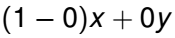 (1 − 0)x + 0y